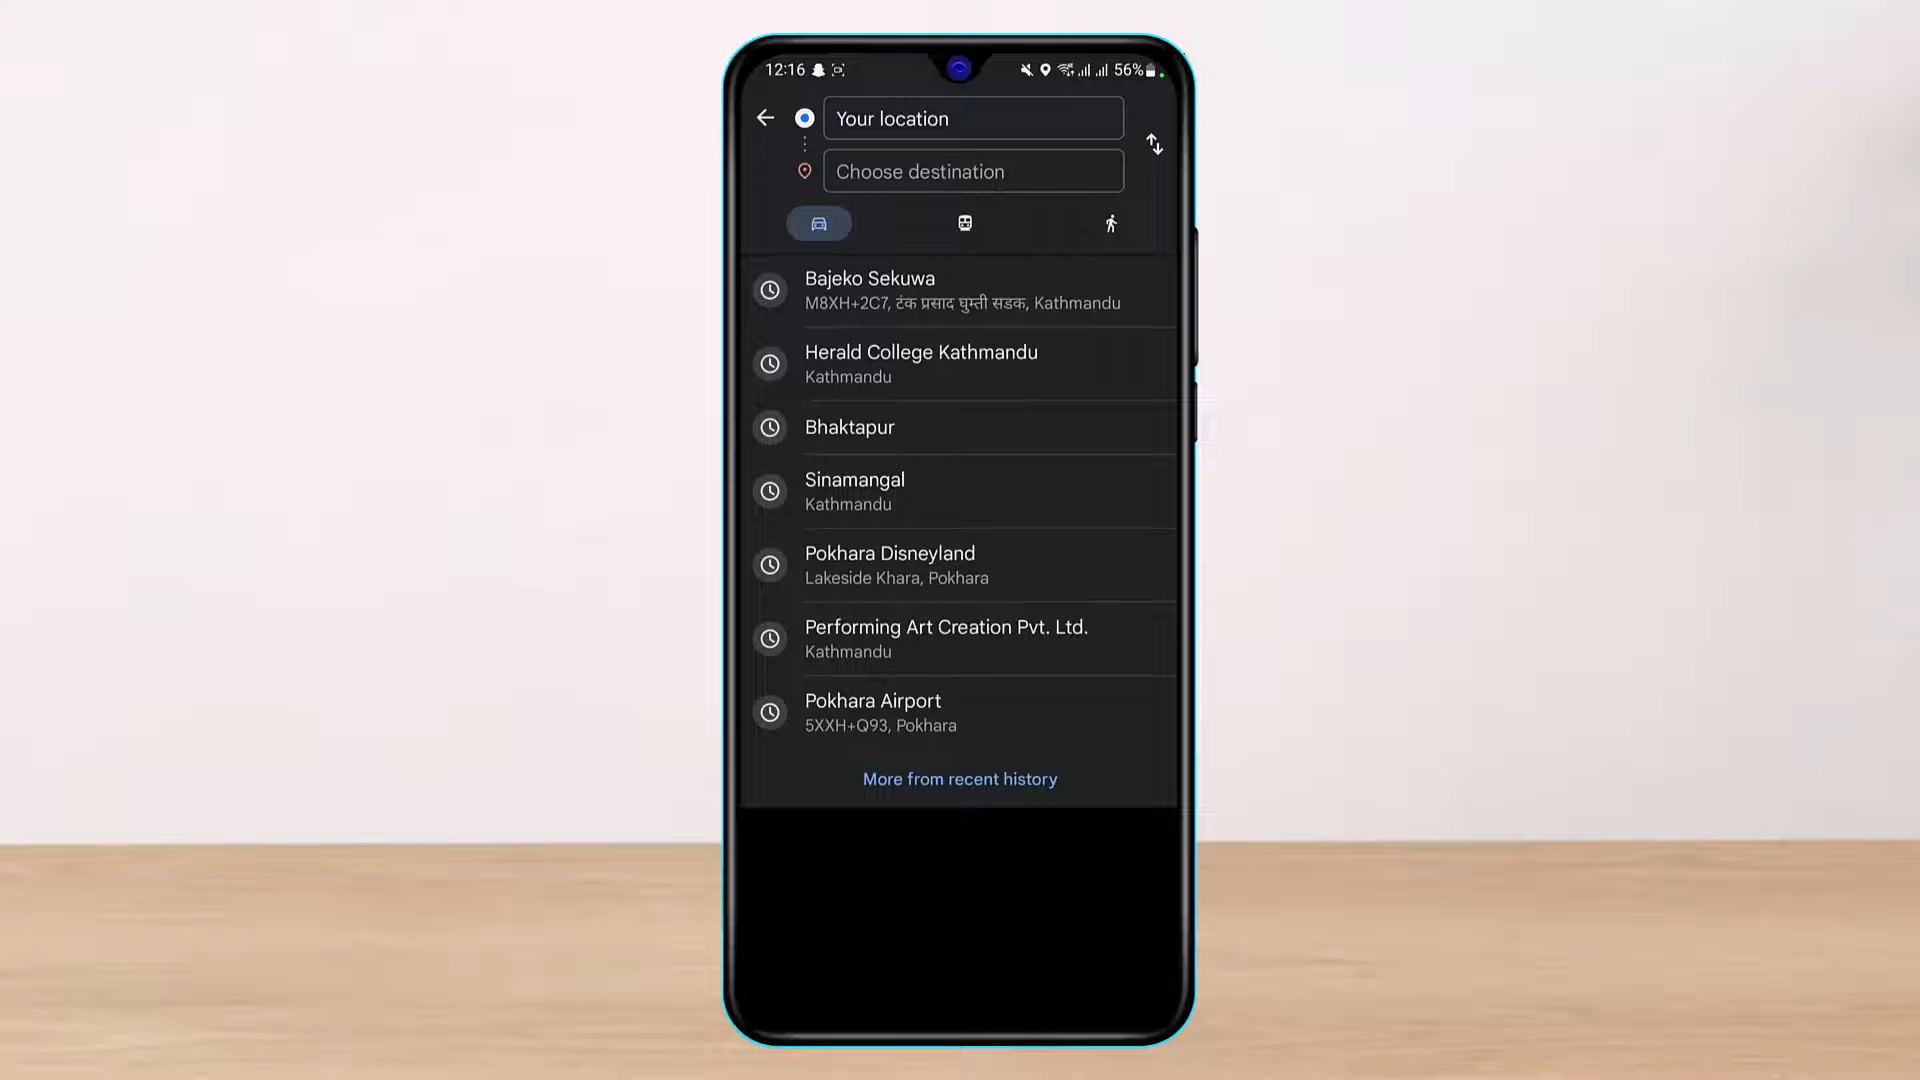 12:16
56%
Your location
Choose destination
Bajeko Sekuwa
M8XH+2C7, टंक प्रसाद घुम्ती सडक, Kathmandu
Herald College Kathmandu
Kathmandu
Bhaktapur
Sinamangal
Kathmandu
Pokhara Disneyland
Lakeside Khara, Pokhara
Performing Art Creation Pvt. Ltd.
Kathmandu
Pokhara Airport
5XXH+Q93, Pokhara
More from recent history